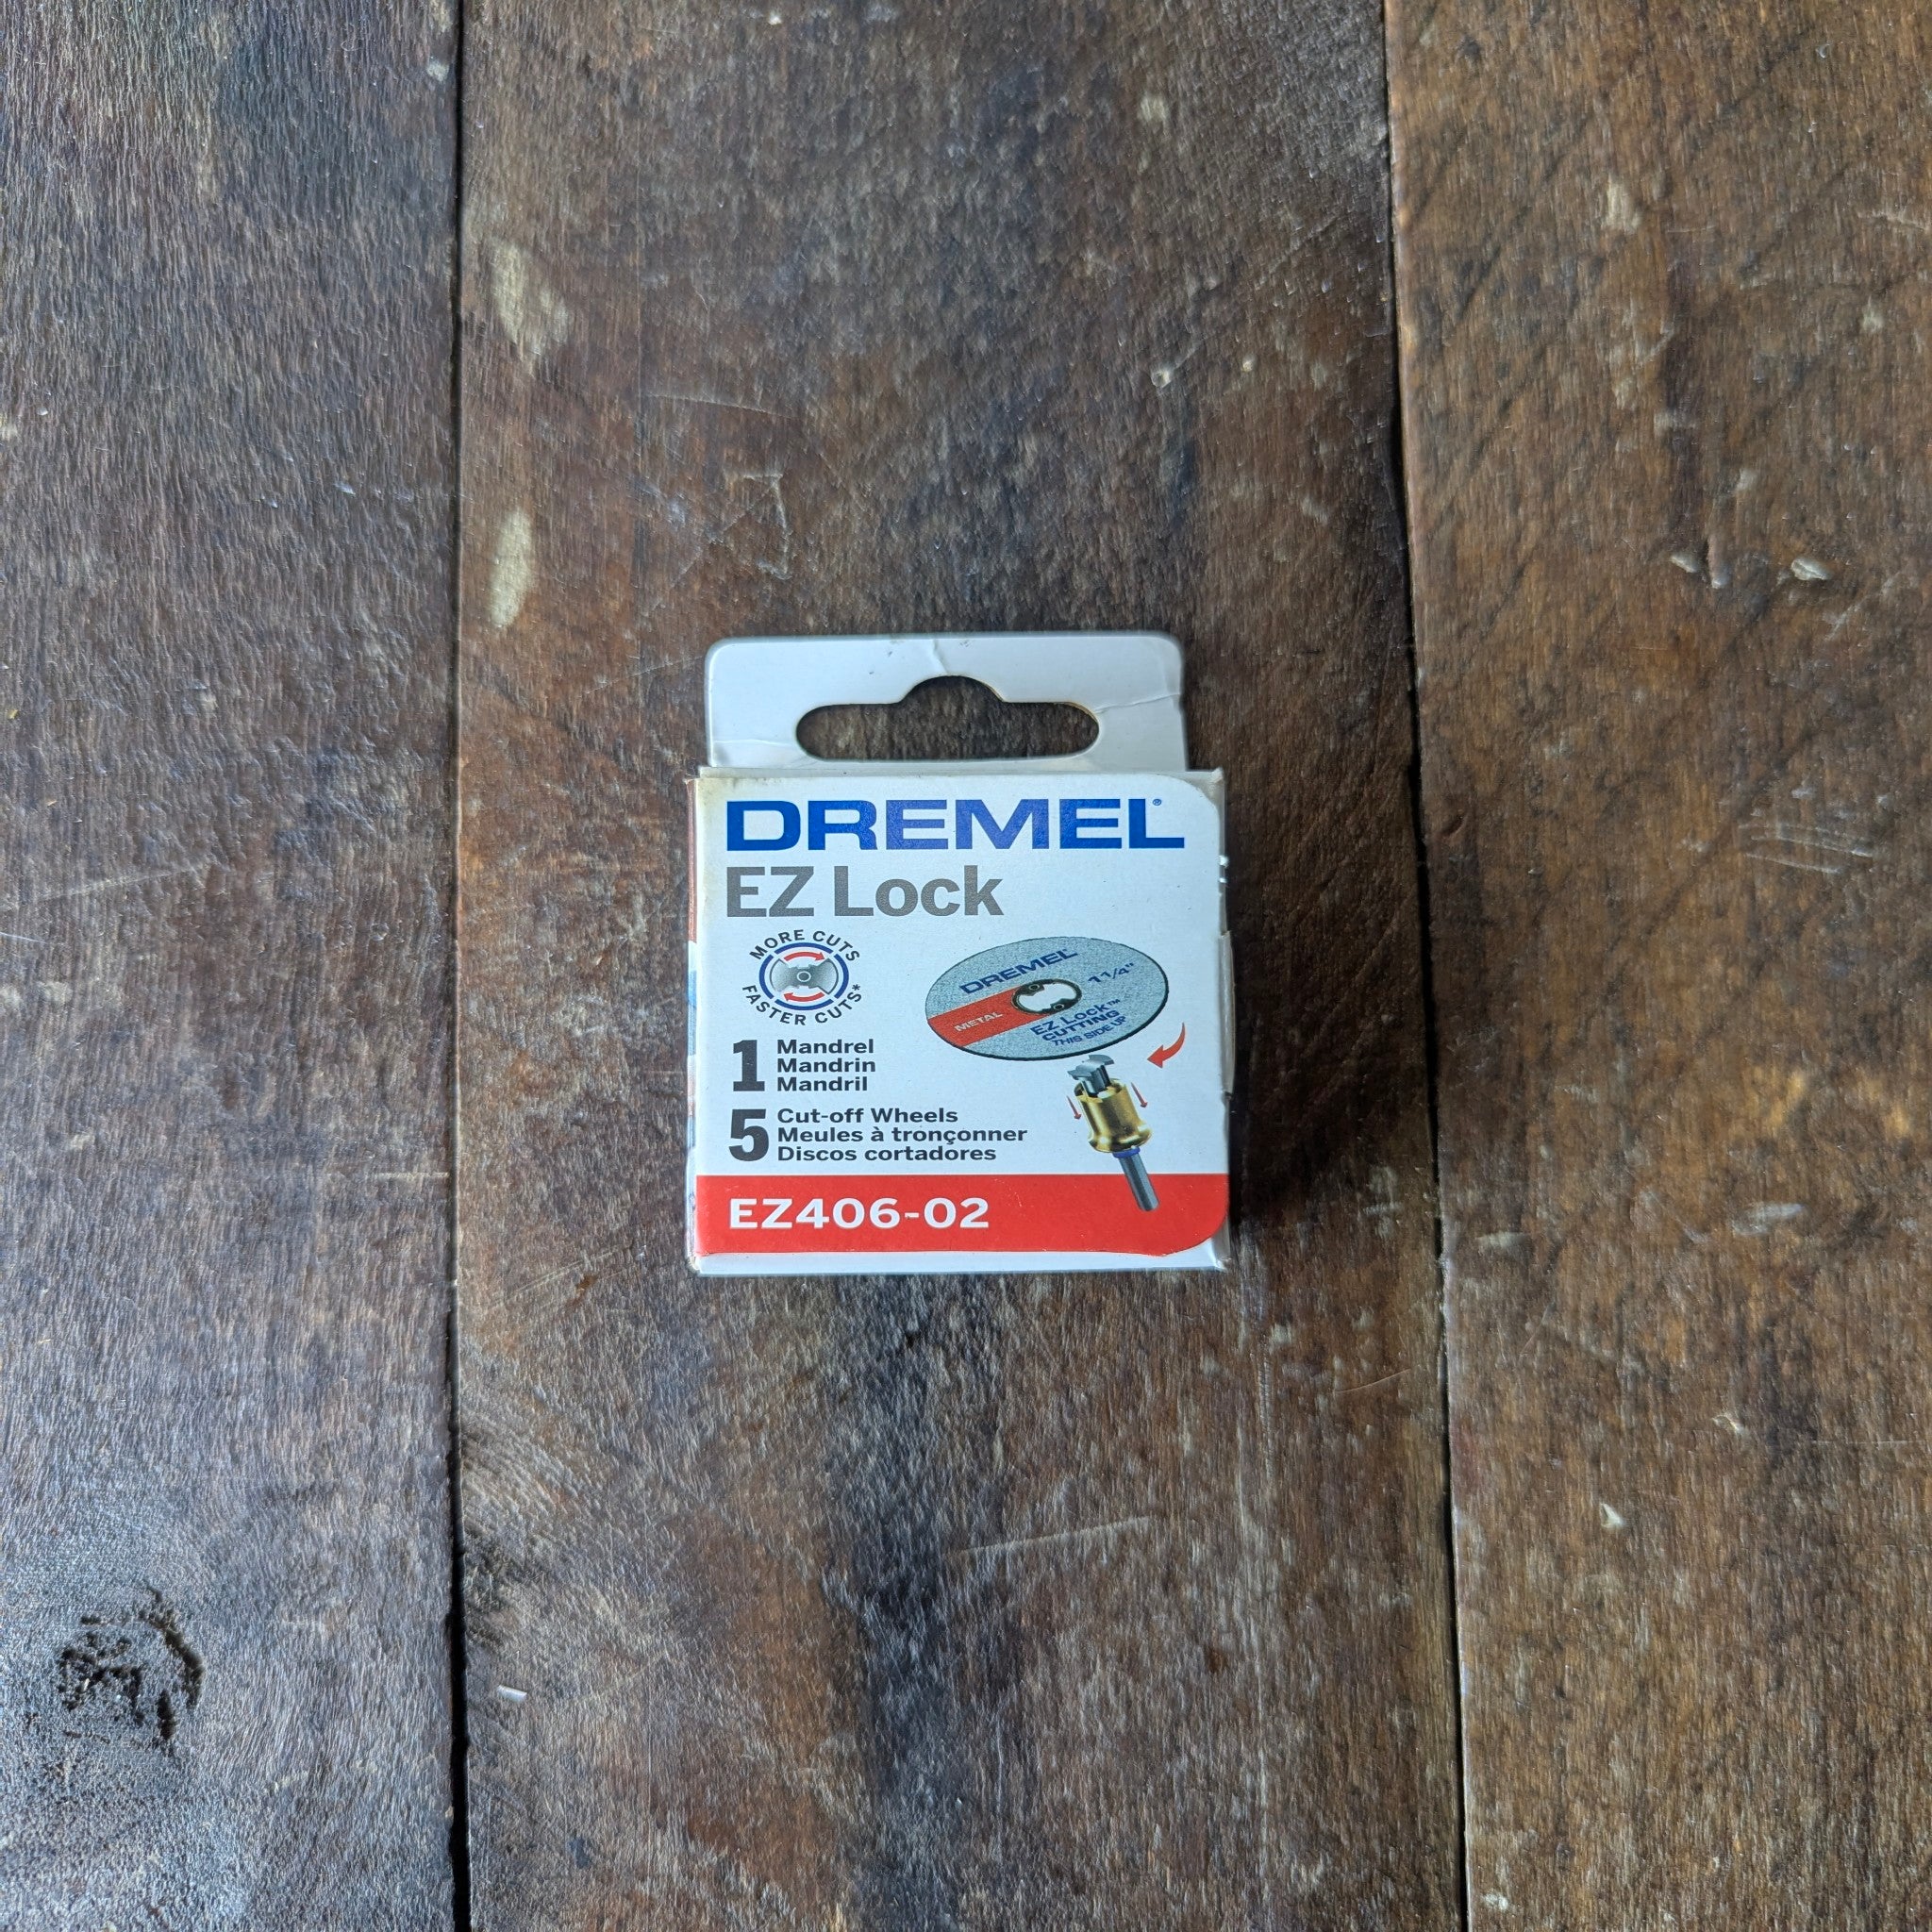 DREMEL®
EZ Lock
MORE CUTS
FASTER CUTS*
DREMEL
1 1/4"
METAL
EZ Lock™
CUTTING
THIS SIDE UP
1 Mandrel
Mandrin
Mandril
5 Cut-off Wheels
Meules à tronçonner
Discos cortadores
EZ406-02